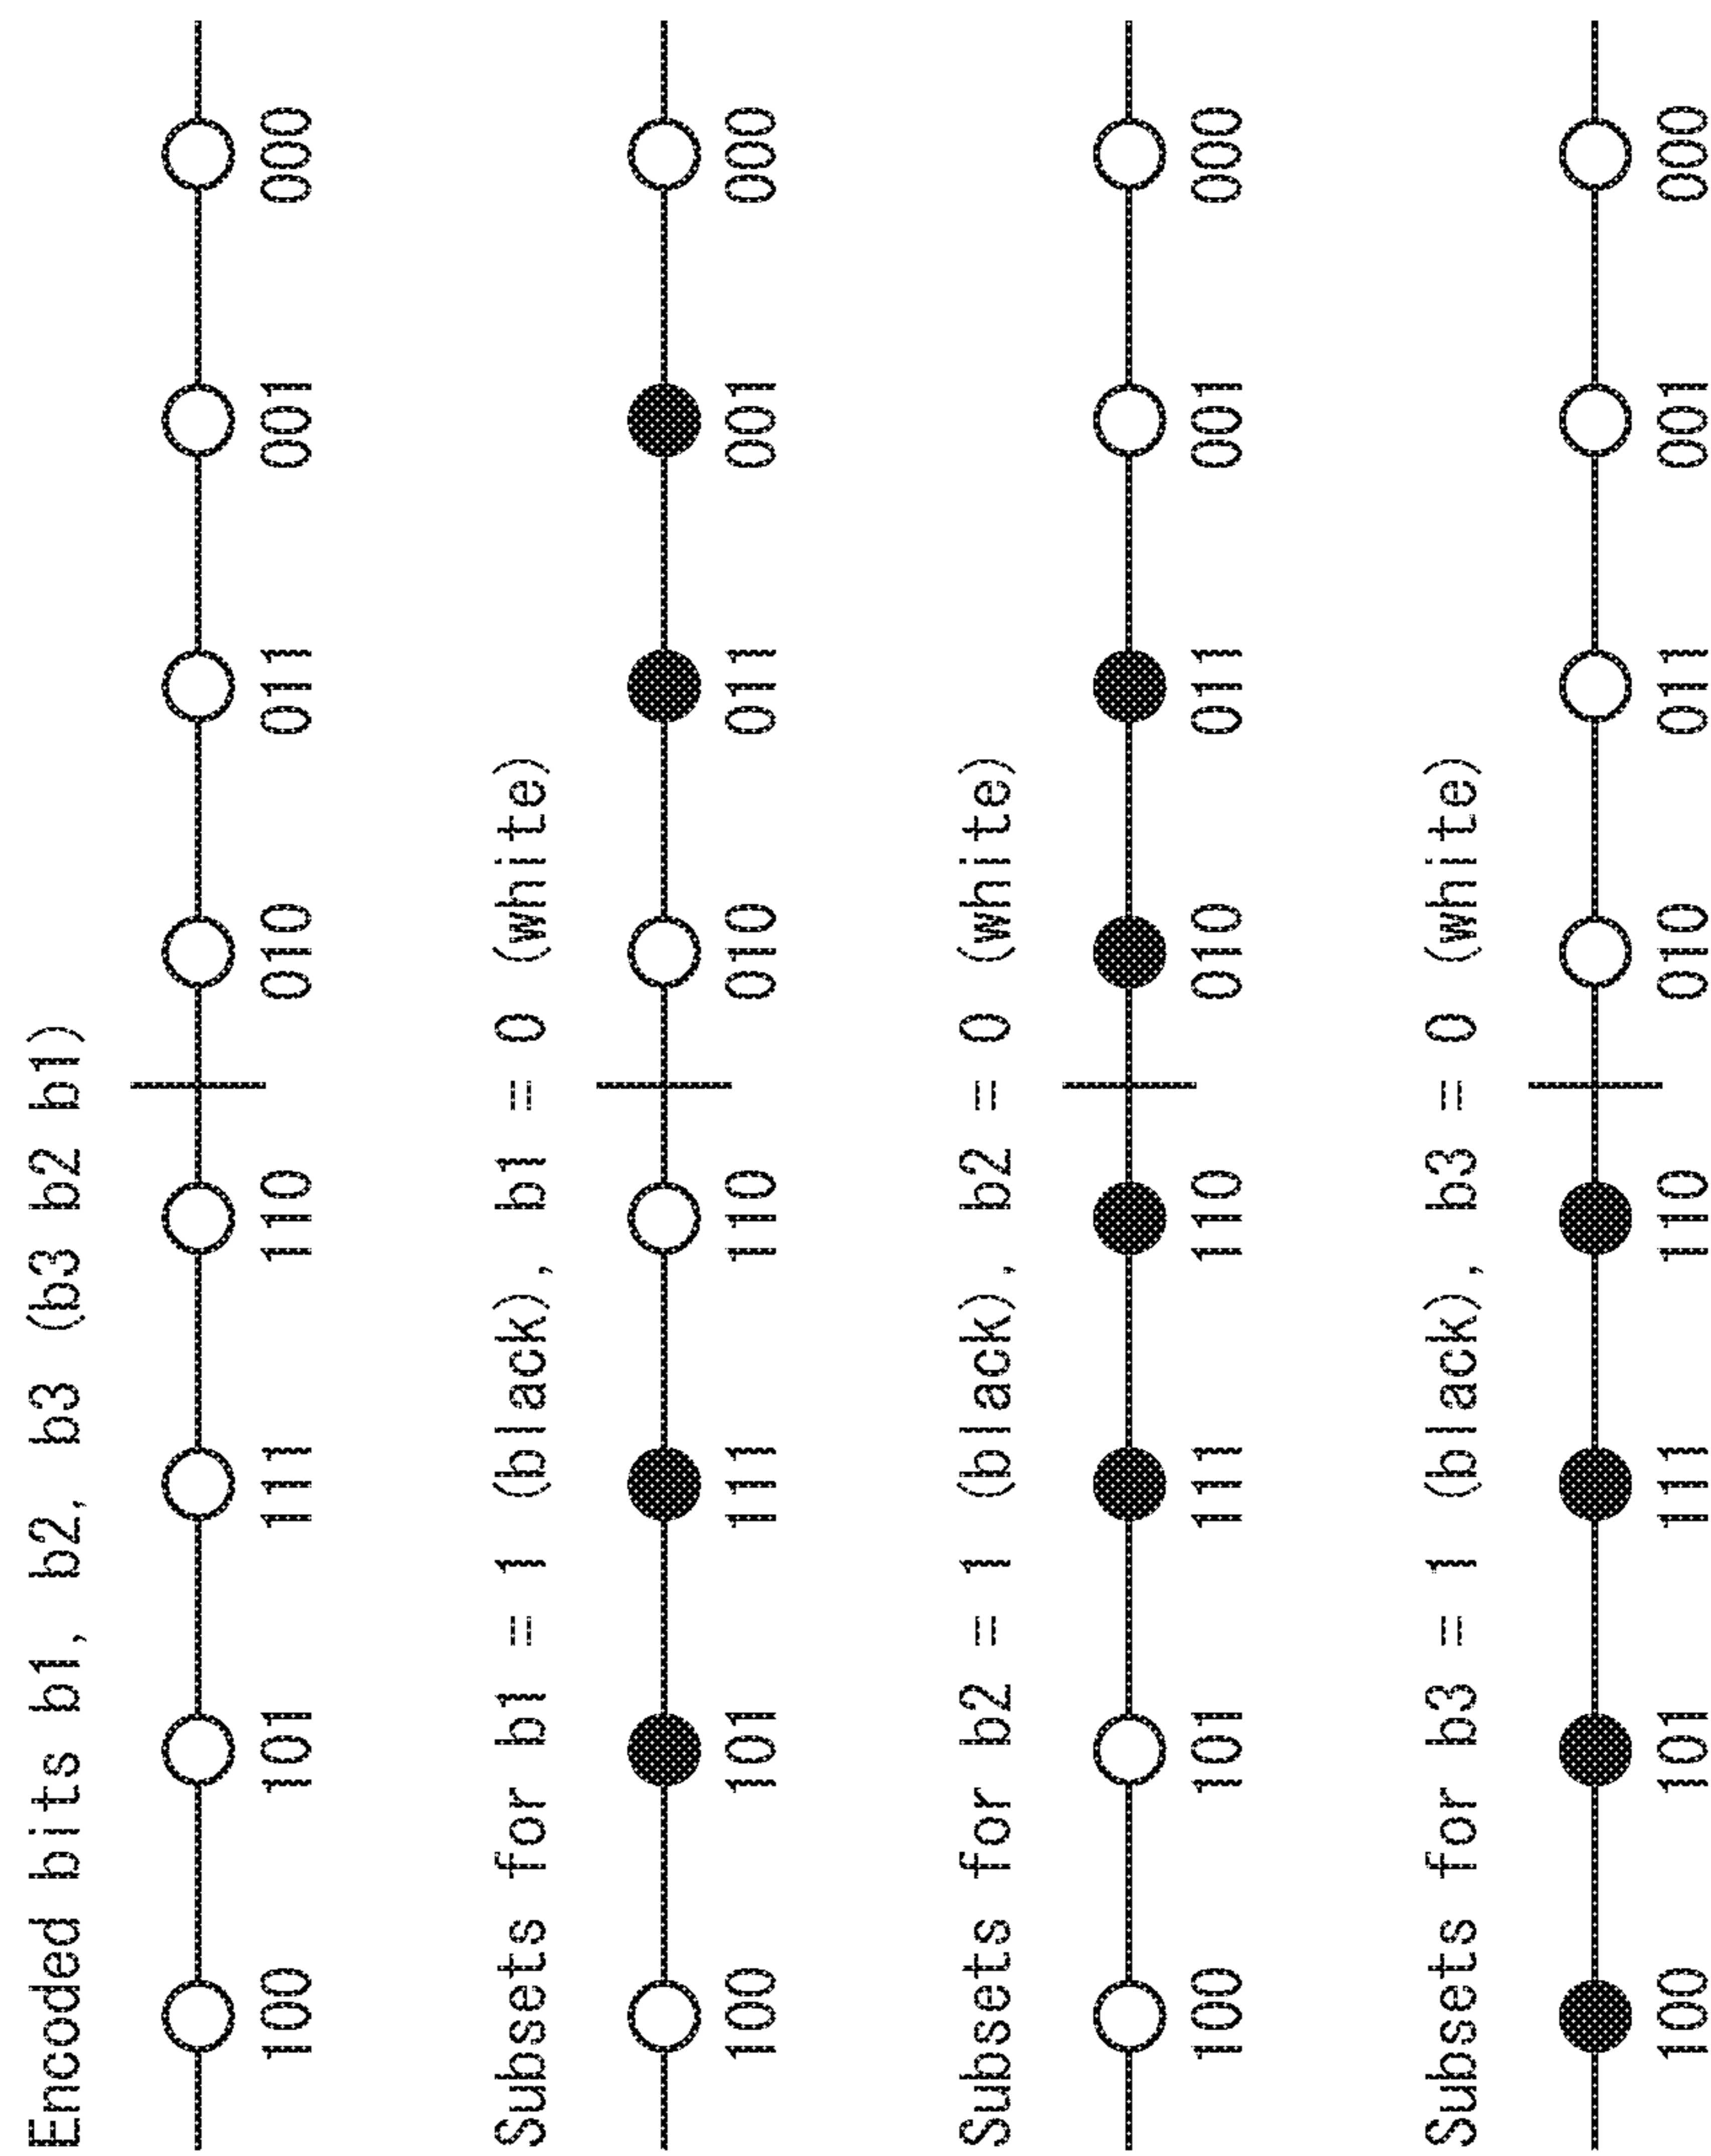 Encoded bits b1, b2, b3 (b3 b2 b1)
100 101 111 110 010 011 001 000
Subsets for b1 = 1 (black), b1 = 0 (white)
100 101 111 110 010 011 001 000
Subsets for b2 = 1 (black), b2 = 0 (white)
100 101 111 110 010 011 001 000
Subsets for b3 = 1 (black), b3 = 0 (white)
100 101 111 110 010 011 001 000